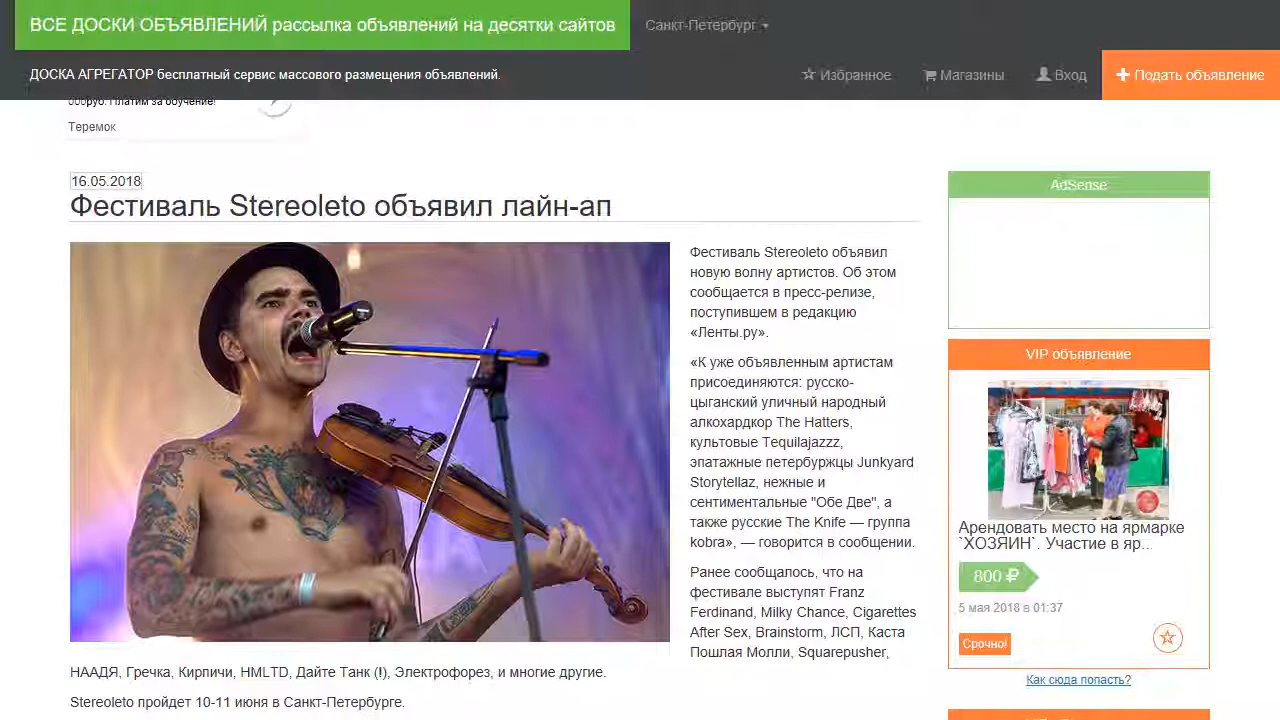 ВСЕ ДОСКИ ОБЪЯВЛЕНИЙ рассылка объявлений на десятки сайтов
Санкт-Петербург
ДОСКА АГРЕГАТОР бесплатный сервис массового размещения объявлений.
Избранное
Магазины
Вход
Подать объявление
000руб. Платим за обучение!
Теремок
16.05.2018
Фестиваль Stereoleto объявил лайн-ап
Фестиваль Stereoleto объявил
новую волну артистов. Об этом
сообщается в пресс-релизе,
поступившем в редакцию
«Ленты.ру».
«К уже объявленным артистам
присоединяются: русско-
цыганский уличный народный
алкохардкор The Hatters,
культовые Tequilajazzz,
эпатажные петербуржцы Junkyard
Storytellaz, нежные и
сентиментальные "Обе Две", а
также русские The Knife — группа
kobra», — говорится в сообщении.
Ранее сообщалось, что на
фестивале выступят Franz
Ferdinand, Milky Chance, Cigarettes
After Sex, Brainstorm, ЛСП, Каста
Пошлая Молли, Squarepusher,
НААДЯ, Гречка, Кирпичи, HMLTD, Дайте Танк (!), Электрофорез, и многие другие.
Stereoleto пройдет 10-11 июня в Санкт-Петербурге.
AdSense
VIP объявление
Арендовать место на ярмарке
`ХОЗЯИН`. Участие в яр...
800 ₽
5 мая 2018 в 01:37
Срочно!
Как сюда попасть?